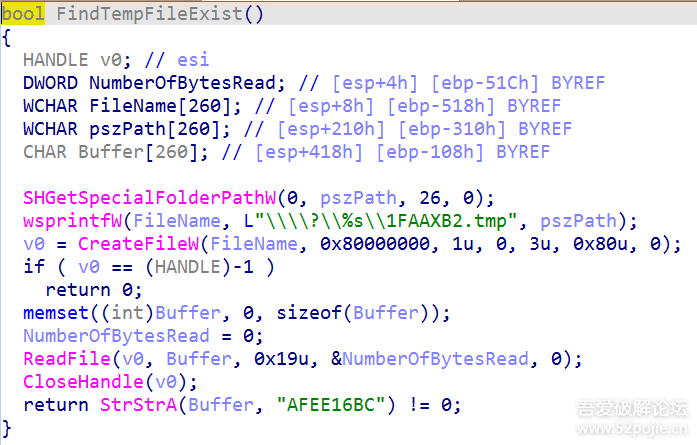 bool FindTempFileExist()
{
  HANDLE v0; // esi
  DWORD NumberOfBytesRead; // [esp+4h] [ebp-51Ch] BYREF
  WCHAR FileName[260]; // [esp+8h] [ebp-518h] BYREF
  WCHAR pszPath[260]; // [esp+210h] [ebp-310h] BYREF
  CHAR Buffer[260]; // [esp+418h] [ebp-108h] BYREF

  SHGetSpecialFolderPathW(0, pszPath, 26, 0);
  wsprintfW(FileName, L"\\\\?\\%s\\1FAAXB2.tmp", pszPath);
  v0 = CreateFileW(FileName, 0x80000000, 1u, 0, 3u, 0x80u, 0);
  if ( v0 == (HANDLE)-1 )
    return 0;
  memset((int)Buffer, 0, sizeof(Buffer));
  NumberOfBytesRead = 0;
  ReadFile(v0, Buffer, 0x19u, &NumberOfBytesRead, 0);
  CloseHandle(v0);
  return StrStrA(Buffer, "AFEE16BC") != 0;
}
吾爱破解论坛
www.52pojie.cn